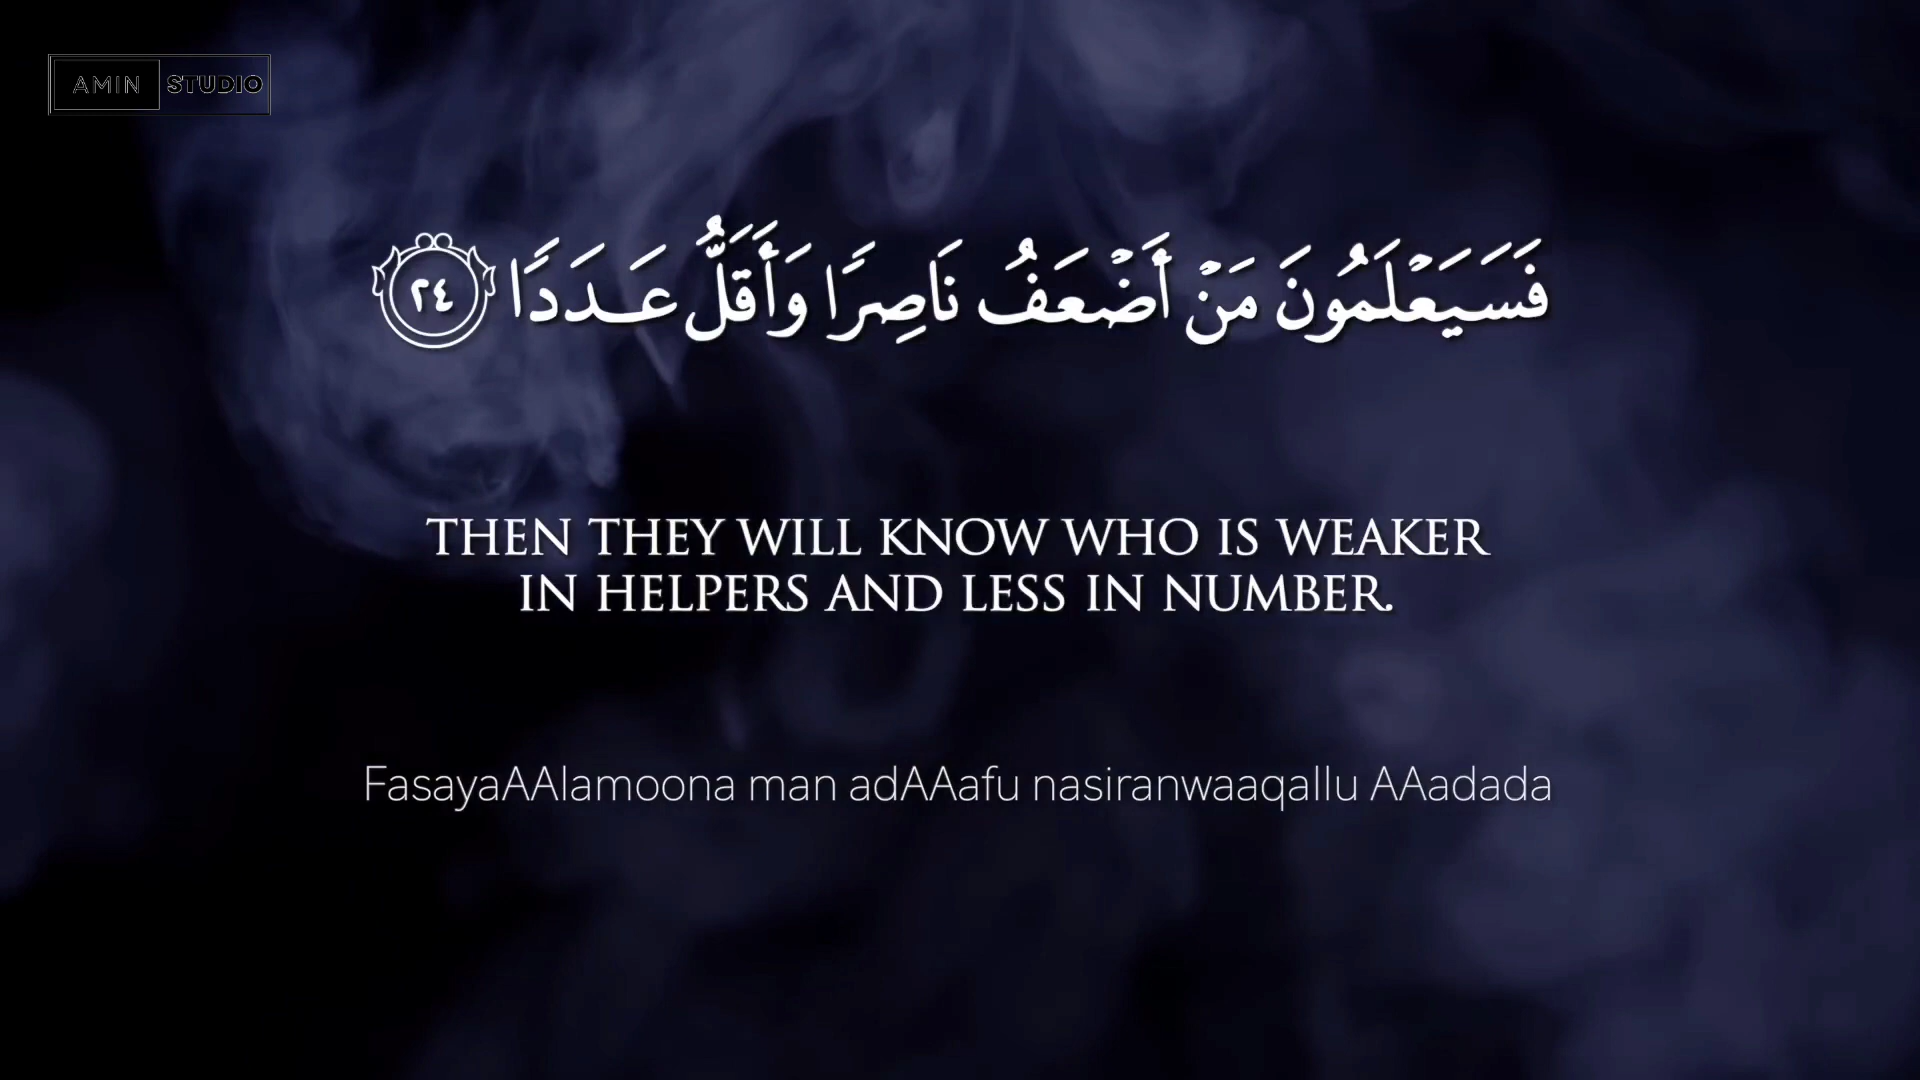 AMIN STUDIO
فَسَيَعْلَمُونَ مَنْ أَضْعَفُ نَاصِرًا وَأَقَلُّ عَدَدًا ٢٤
THEN THEY WILL KNOW WHO IS WEAKER
IN HELPERS AND LESS IN NUMBER.
FasayaAAlamoona man adAAafu nasiranwaaqallu AAadada